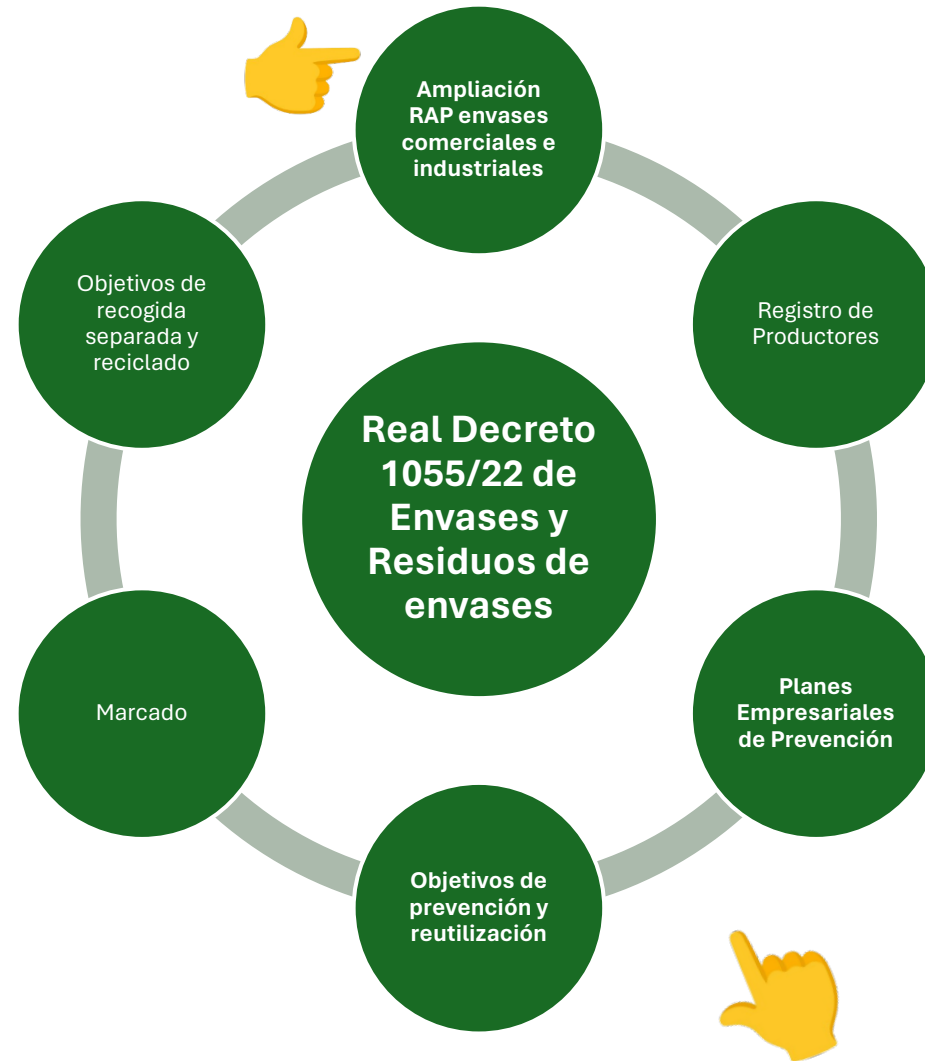 Ampliación
RAP envases
comerciales e
industriales
Objetivos de
recogida
separada y
reciclado
Registro de
Productores
Real Decreto
1055/22 de
Envases y
Residuos de
envases
Marcado
Planes
Empresariales
de Prevención
Objetivos de
prevención y
reutilización